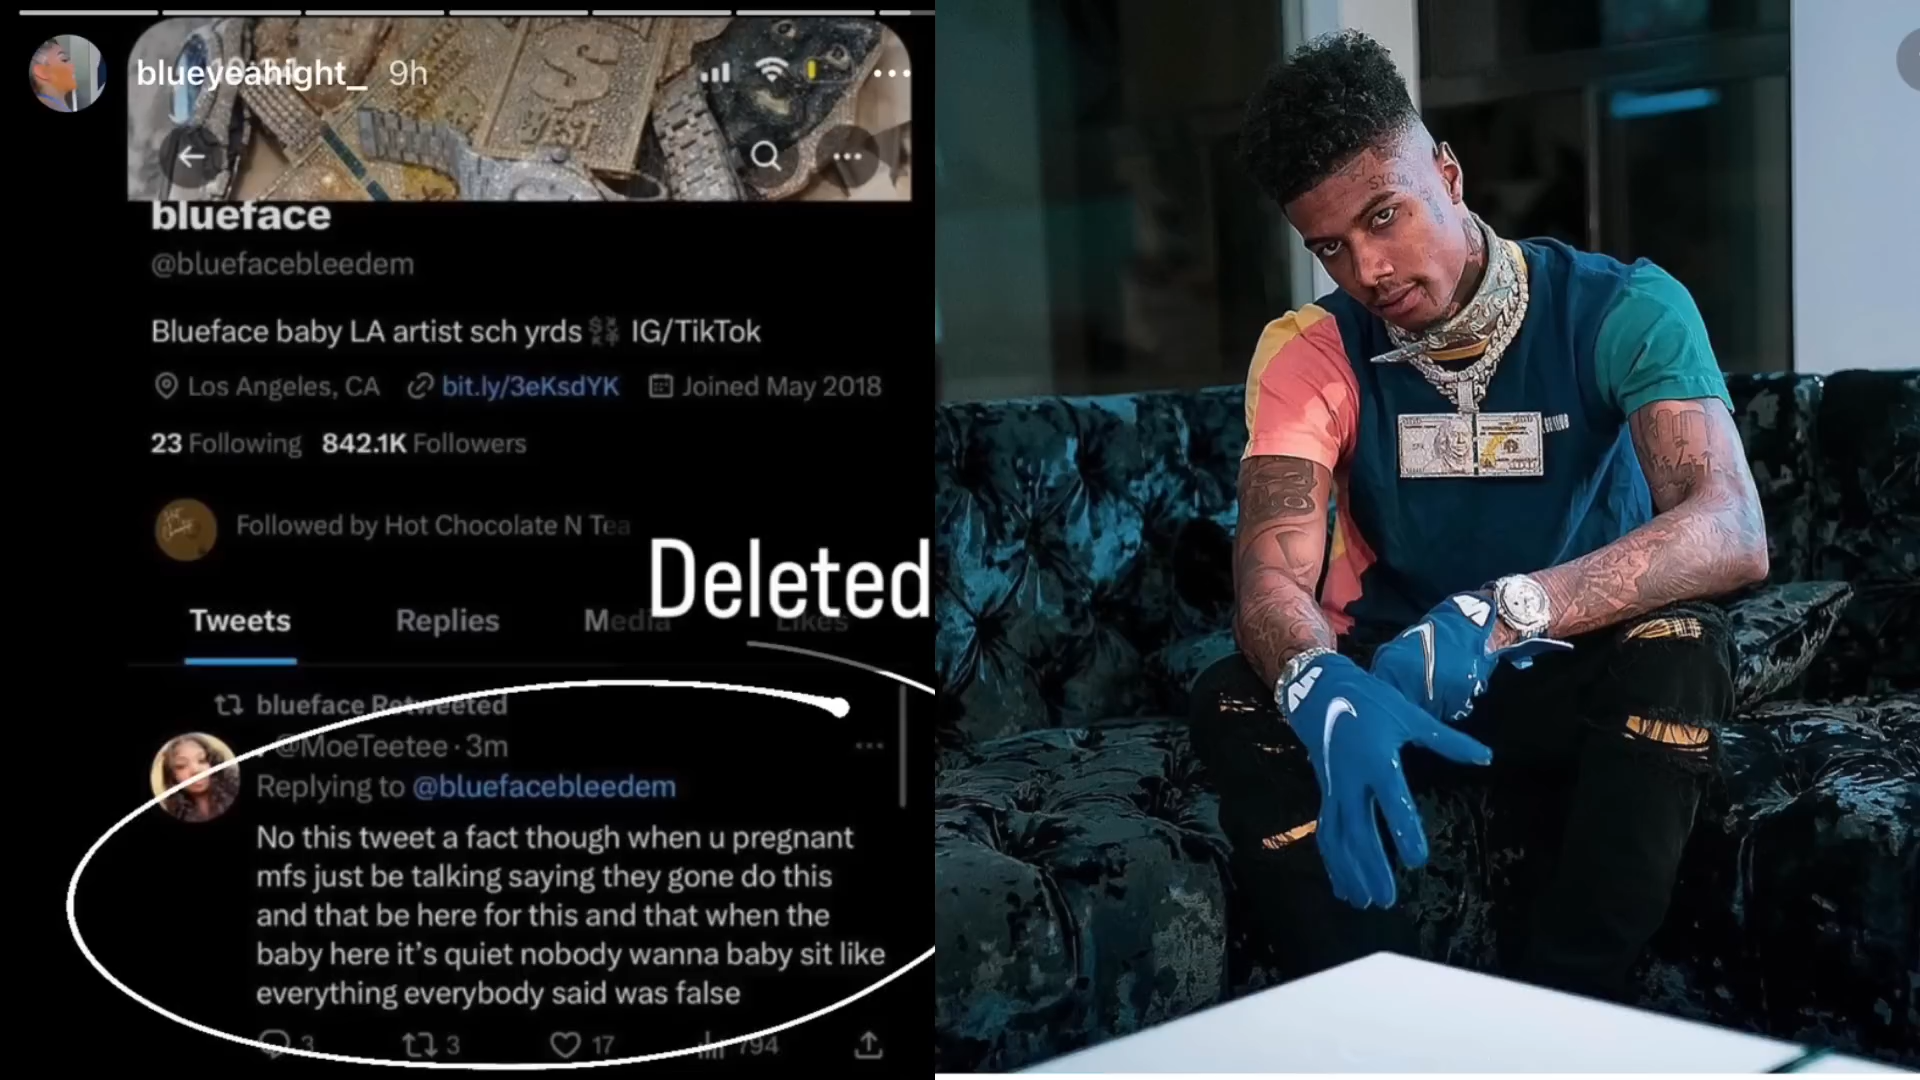 blueyeahight_ 9h
$
WEST
blueface
@bluefacebleedem
Blueface baby LA artist sch yrds IG/TikTok
Los Angeles, CA bit.ly/3eKsdYK Joined May 2018
23 Following 842.1K Followers
Followed by Hot Chocolate N Tea
Deleted
Tweets Replies Media Likes
blueface Retweeted
@MoeTeetee · 3m
Replying to @bluefacebleedem
No this tweet a fact though when u pregnant
mfs just be talking saying they gone do this
and that be here for this and that when the
baby here it's quiet nobody wanna baby sit like
everything everybody said was false
3 3 17 794